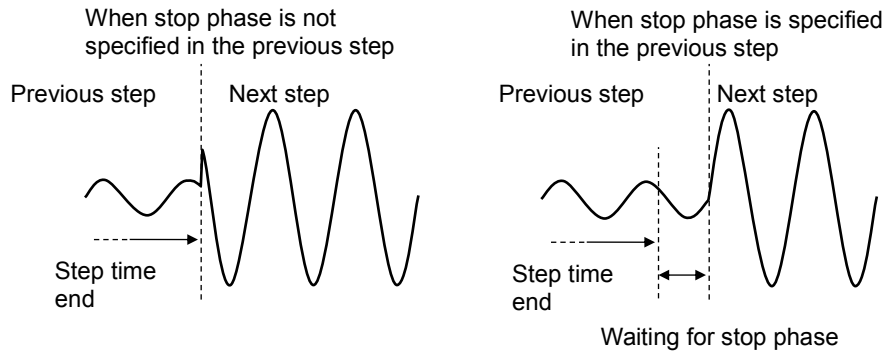 When stop phase is not
specified in the previous step
Previous step
Next step
Step time
end
When stop phase is specified
in the previous step
Previous step
Next step
Step time
end
Waiting for stop phase